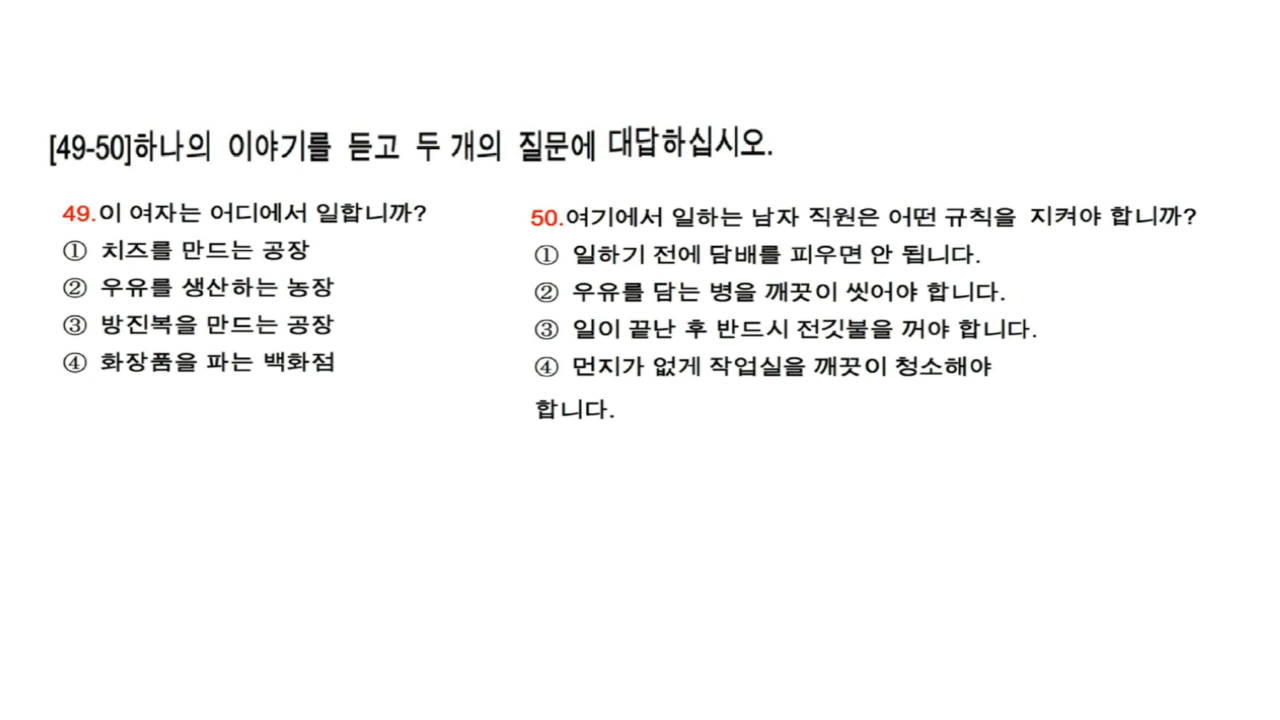 [49-50]하나의 이야기를 듣고 두 개의 질문에 대답하십시오.
49.이 여자는 어디에서 일합니까?
① 치즈를 만드는 공장
② 우유를 생산하는 농장
③ 방진복을 만드는 공장
④ 화장품을 파는 백화점
50.여기에서 일하는 남자 직원은 어떤 규칙을 지켜야 합니까?
① 일하기 전에 담배를 피우면 안 됩니다.
② 우유를 담는 병을 깨끗이 씻어야 합니다.
③ 일이 끝난 후 반드시 전깃불을 꺼야 합니다.
④ 먼지가 없게 작업실을 깨끗이 청소해야
합니다.